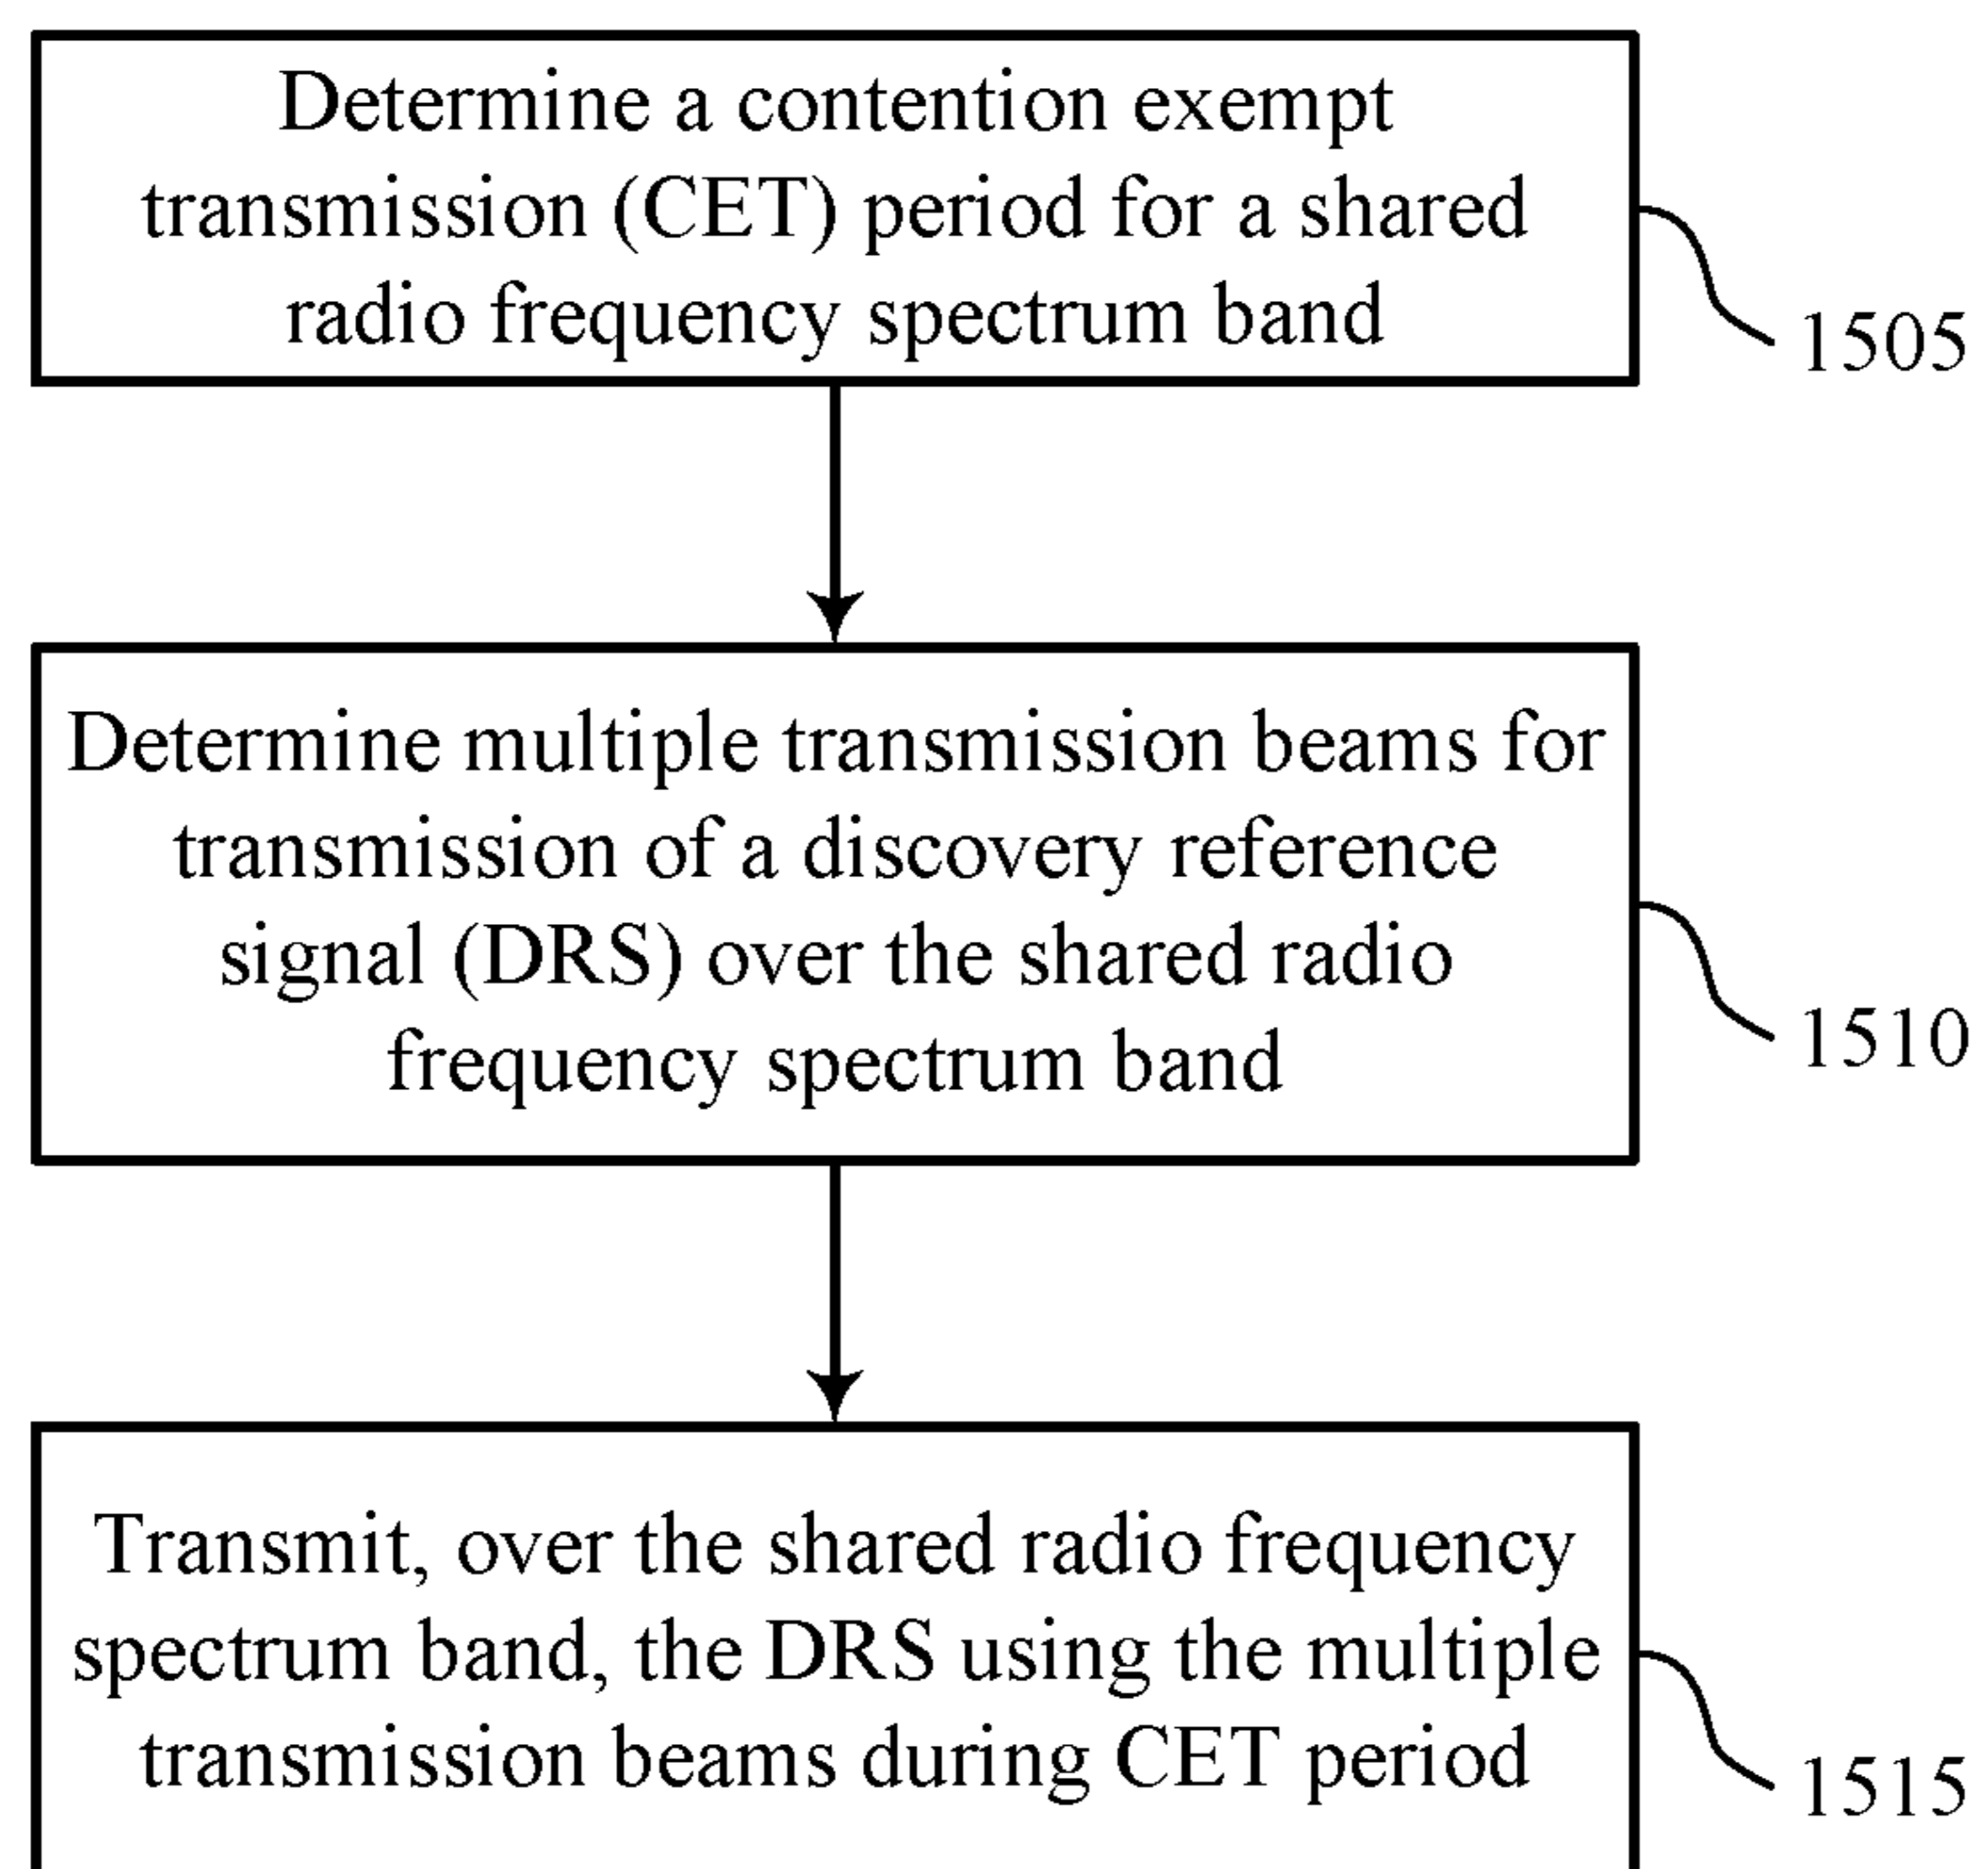 Determine a contention exempt
transmission (CET) period for a shared
radio frequency spectrum band
1505
Determine multiple transmission beams for
transmission of a discovery reference
signal (DRS) over the shared radio
frequency spectrum band
1510
Transmit, over the shared radio frequency
spectrum band, the DRS using the multiple
transmission beams during CET period
1515